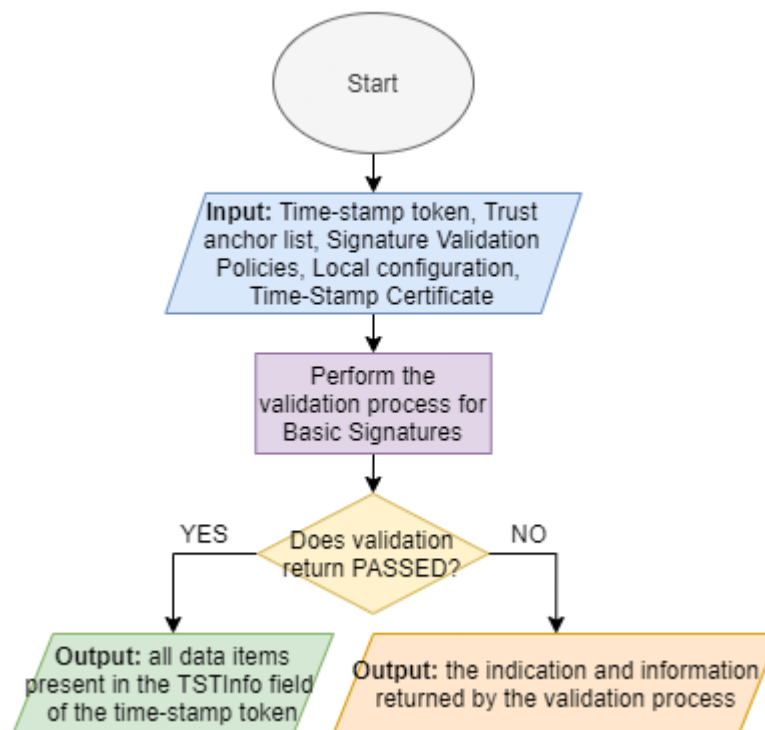 Start
Input: Time-stamp token, Trust
anchor list, Signature Validation
Policies, Local configuration,
Time-Stamp Certificate
Perform the
validation process for
Basic Signatures
YES
Does validation
return PASSED?
NO
Output: all data items
present in the TSTInfo field
of the time-stamp token
Output: the indication and information
returned by the validation process